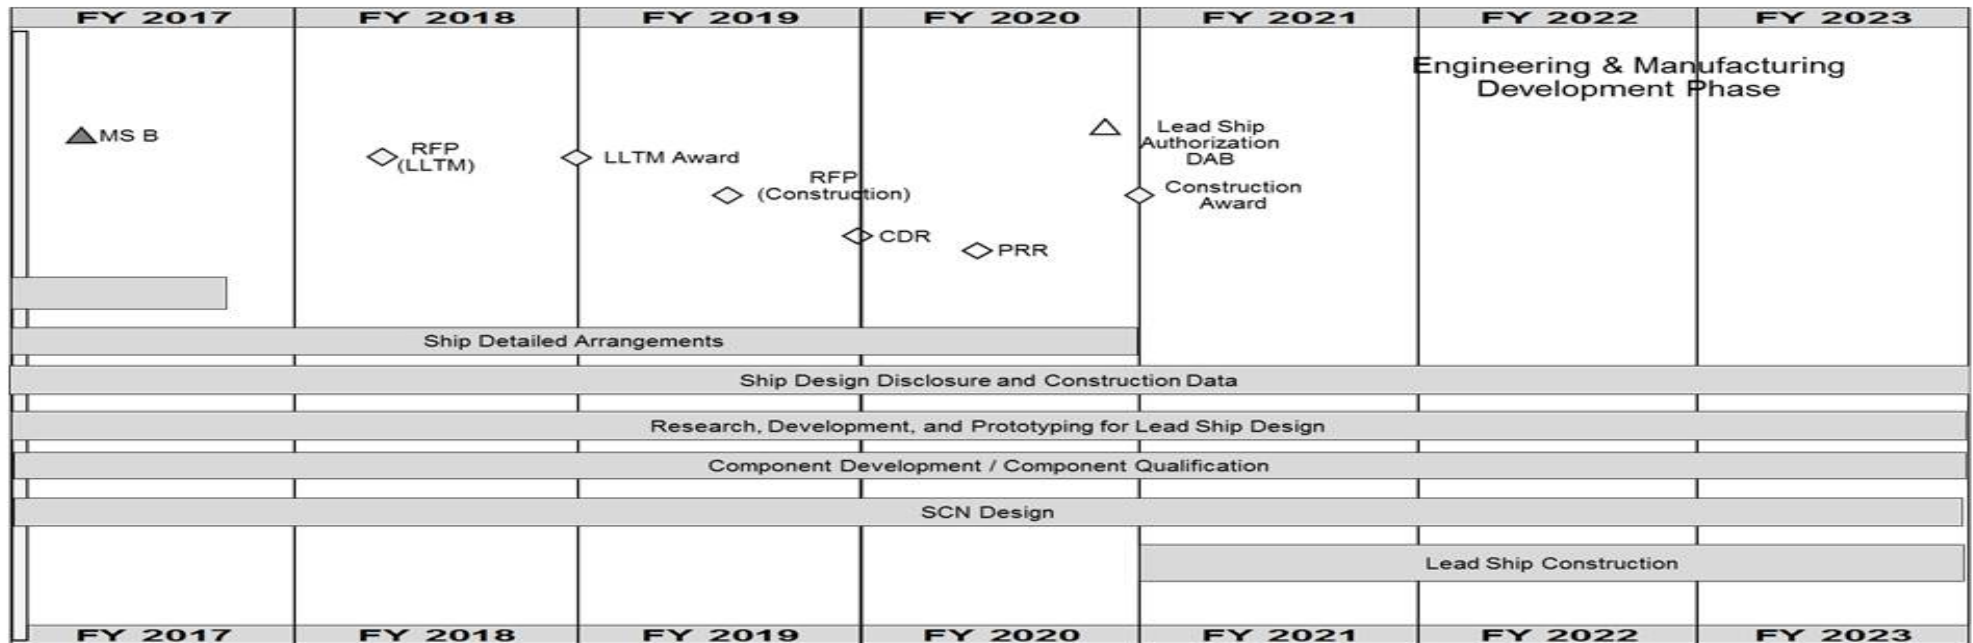 FY 2017 FY 2018 FY 2019 FY 2020 FY 2021 FY 2022 FY 2023
Engineering & Manufacturing
Development Phase
MS B
RFP
(LLTM)
LLTM Award
RFP
(Construction)
CDR
PRR
Lead Ship
Authorization
DAB
Construction
Award
Ship Detailed Arrangements
Ship Design Disclosure and Construction Data
Research, Development, and Prototyping for Lead Ship Design
Component Development / Component Qualification
SCN Design
Lead Ship Construction
FY 2017 FY 2018 FY 2019 FY 2020 FY 2021 FY 2022 FY 2023